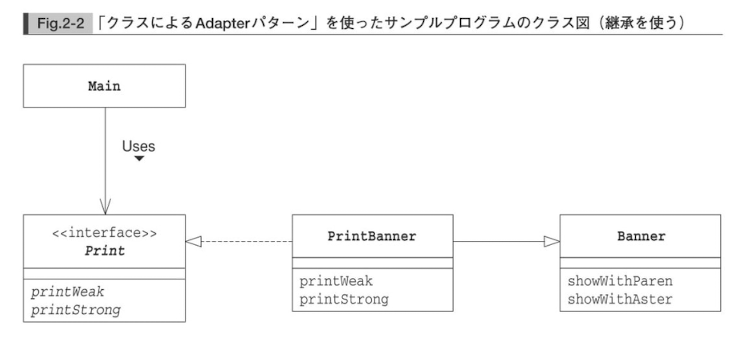 Fig.2-2 「クラスによるAdapterパターン」を使ったサンプルプログラムのクラス図（継承を使う）
Main
Uses
<<interface>>
Print
printWeak
printStrong
PrintBanner
printWeak
printStrong
Banner
showWithParen
showWithAster